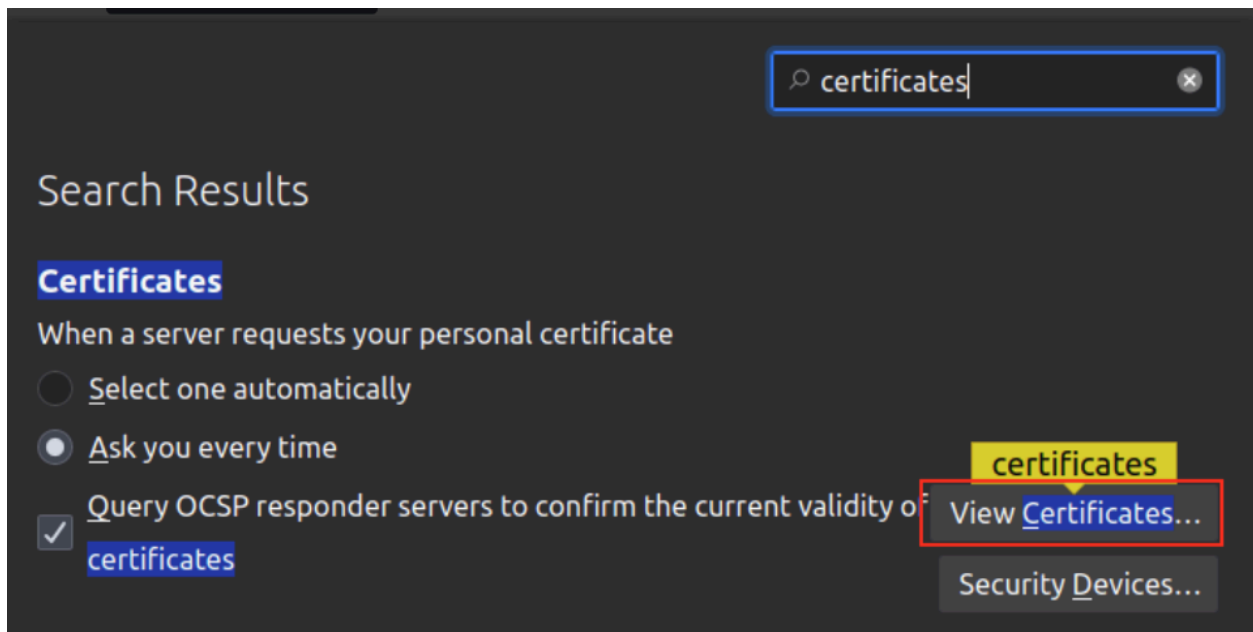 certificates
Search Results
Certificates
When a server requests your personal certificate
Select one automatically
Ask you every time
Query OCSP responder servers to confirm the current validity of
certificates
certificates
View Certificates...
Security Devices...